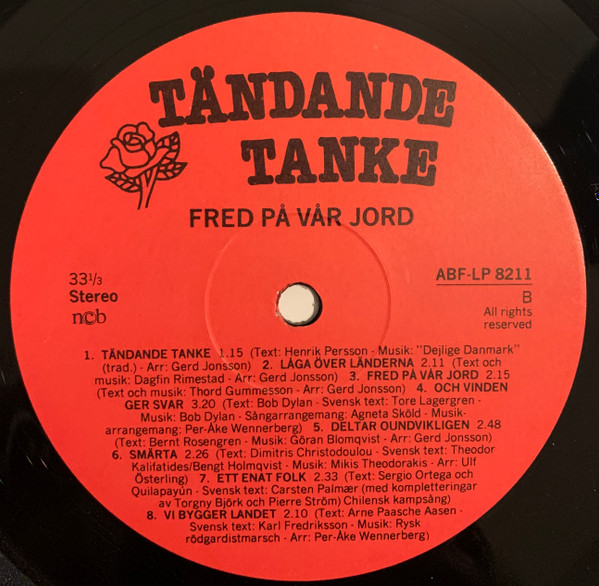 TÄNDANDE
TANKE
FRED PÅ VÅR JORD
33 1/3
Stereo
ncb
ABF-LP 8211
B
All rights
reserved
1. TÄNDANDE TANKE 1.15 (Text: Henrik Persson - Musik: "Dejlige Danmark"
(trad.) - Arr: Gerd Jonsson) 2. LÅGA ÖVER LÄNDERNA 2.11 (Text och
musik: Dagfin Rimestad - Arr: Gerd Jonsson) 3. FRED PÅ VÅR JORD 2.15
(Text och musik: Thord Gummesson - Arr: Gerd Jonsson) 4. OCH VINDEN
GER SVAR 3.20 (Text: Bob Dylan - Svensk text: Tore Lagergren -
Musik: Bob Dylan - Sångarrangemang: Agneta Sköld - Musik-
arrangemang: Per-Åke Wennerberg) 5. DELTAR OUNDVIKLIGEN 2.48
(Text: Bernt Rosengren - Musik: Göran Blomqvist - Arr: Gerd Jonsson)
6. SMÄRTA 2.26 (Text: Dimitris Christodoulou - Svensk text: Theodor
Kalifatides/Bengt Holmqvist - Musik: Mikis Theodorakis - Arr: Ulf
Österling) 7. ETT ENAT FOLK 2.33 (Text: Sergio Ortega och
Quilapayún - Svensk text: Carsten Palmær (med kompletteringar
av Torgny Björk och Pierre Ström) Chilensk kampsång)
8. VI BYGGER LANDET 2.10 (Text: Arne Paasche Aasen -
Svensk text: Karl Fredriksson - Musik: Rysk
rödgardistmarsch - Arr: Per-Åke Wennerberg)